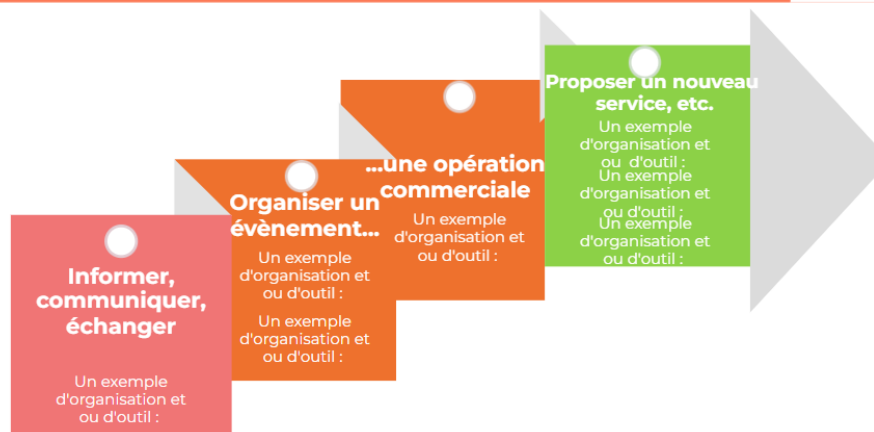 Informer,
communiquer,
échanger
Un exemple
d'organisation et
ou d'outil :
Organiser un
évènement...
Un exemple
d'organisation et
ou d'outil :
Un exemple
d'organisation et
ou d'outil :
...une opération
commerciale
Un exemple
d'organisation et
ou d'outil :
Proposer un nouveau
service, etc.
Un exemple
d'organisation et
ou d'outil :
Un exemple
d'organisation et
ou d'outil :
Un exemple
d'organisation et
ou d'outil :